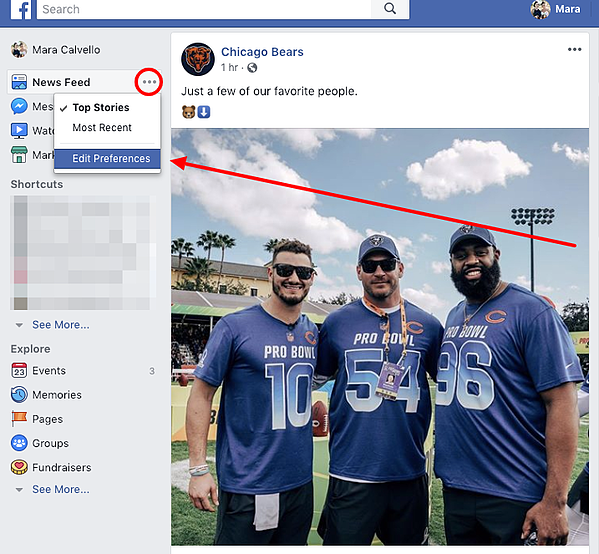 f
Search
Mara
Mara Calvello
News Feed
Mes
✓ Top Stories
Most Recent
Wat
Mark
Edit Preferences
Shortcuts
See More...
Explore
23 Events 3
Memories
Pages
Groups
Fundraisers
See More...
Chicago Bears
1 hr ·
Just a few of our favorite people.
🐻⬇️
PRO BOWL
10
PRO BOWL
54
PRO BOWL
96